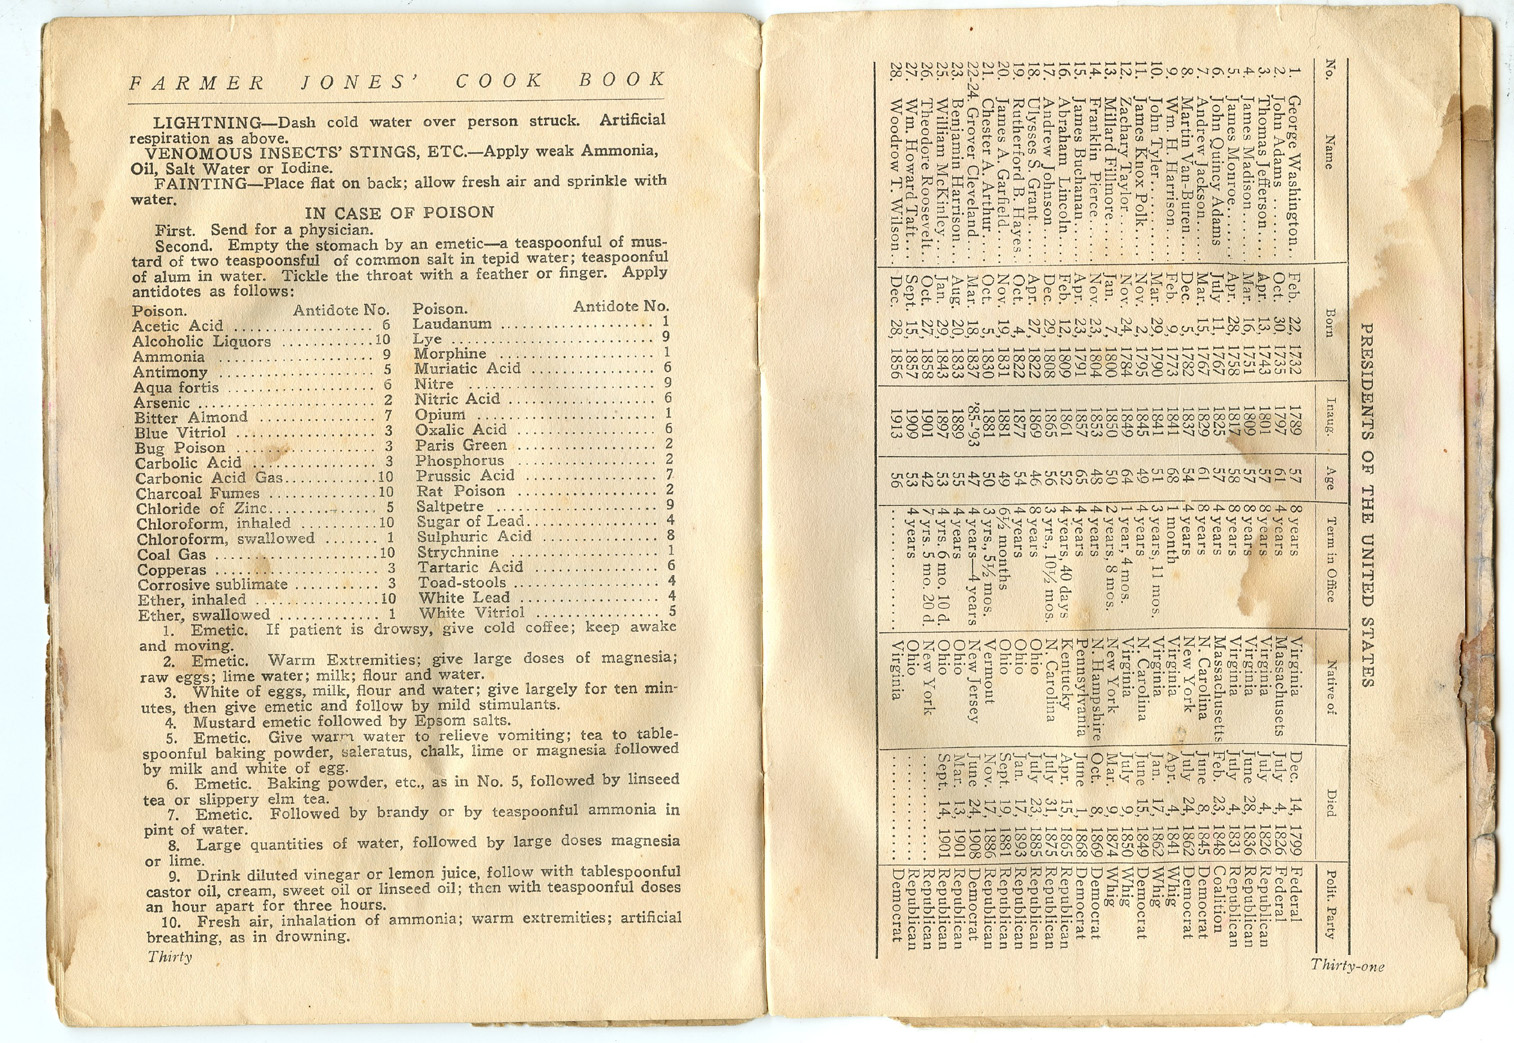 FARMER JONES' COOK BOOK
LIGHTNING—Dash cold water over person struck. Artificial
respiration as above.
VENOMOUS INSECTS' STINGS, ETC.—Apply weak Ammonia,
Oil, Salt Water or Iodine.
FAINTING—Place flat on back; allow fresh air and sprinkle with
water.
IN CASE OF POISON
First. Send for a physician.
Second. Empty the stomach by an emetic—a teaspoonful of mus-
tard of two teaspoonsful of common salt in tepid water; teaspoonful
of alum in water. Tickle the throat with a feather or finger. Apply
antidotes as follows:
Poison. Antidote No.
Acetic Acid .................. 6
Alcoholic Liquors .............10
Ammonia .................... 9
Antimony .................... 5
Aqua fortis ................... 6
Arsenic ...................... 2
Bitter Almond ................ 7
Blue Vitriol ................... 3
Bug Poison ................... 3
Carbolic Acid ................ 3
Carbonic Acid Gas............10
Charcoal Fumes ..............10
Chloride of Zinc.............. 5
Chloroform, inhaled ..........10
Chloroform, swallowed ....... 1
Coal Gas .....................10
Copperas ..................... 3
Corrosive sublimate .......... 3
Ether, inhaled ................10
Ether, swallowed ............. 1
Poison. Antidote No.
Laudanum .................... 1
Lye ........................... 9
Morphine ..................... 1
Muriatic Acid ................ 6
Nitre ......................... 9
Nitric Acid ................... 6
Opium ........................ 1
Oxalic Acid ................... 6
Paris Green ................... 2
Phosphorus ................... 2
Prussic Acid .................. 7
Rat Poison .................... 2
Saltpetre ...................... 9
Sugar of Lead................. 4
Sulphuric Acid ................ 8
Strychnine .................... 1
Tartaric Acid ................. 6
Toad-stools ................... 4
White Lead ................... 4
White Vitriol ................. 5
1. Emetic. If patient is drowsy, give cold coffee; keep awake
and moving.
2. Emetic. Warm Extremities; give large doses of magnesia;
raw eggs; lime water; milk; flour and water.
3. White of eggs, milk, flour and water; give largely for ten min-
utes, then give emetic and follow by mild stimulants.
4. Mustard emetic followed by Epsom salts.
5. Emetic. Give warm water to relieve vomiting; tea to table-
spoonful baking powder, saleratus, chalk, lime or magnesia followed
by milk and white of egg.
6. Emetic. Baking powder, etc., as in No. 5, followed by linseed
tea or slippery elm tea.
7. Emetic. Followed by brandy or by teaspoonful ammonia in
pint of water.
8. Large quantities of water, followed by large doses magnesia
or lime.
9. Drink diluted vinegar or lemon juice, follow with tablespoonful
castor oil, cream, sweet oil or linseed oil; then with teaspoonful doses
an hour apart for three hours.
10. Fresh air, inhalation of ammonia; warm extremities; artificial
breathing, as in drowning.
Thirty
PRESIDENTS OF THE UNITED STATES
No. Name Born Inaug. Age Term in Office Native of Died Polit. Party
1. George Washington.. Feb. 22, 1732 1789 57 8 years Virginia Dec. 14, 1799 Federal
2. John Adams ........ Oct. 30, 1735 1797 61 4 years Massachusets July 4, 1826 Federal
3. Thomas Jefferson.... Apr. 13, 1743 1801 57 8 years Virginia July 4, 1826 Republican
4. James Madison...... Mar. 16, 1751 1809 57 8 years Virginia June 28, 1836 Republican
5. James Monroe...... Apr. 28, 1758 1817 58 8 years Virginia July 4, 1831 Republican
6. John Quincy Adams July 11, 1767 1825 57 4 years Massachusetts Feb. 23, 1848 Coalition
7. Andrew Jackson.... Mar. 15, 1767 1829 61 8 years N. Carolina June 8, 1845 Democrat
8. Martin Van-Buren.. Dec. 5, 1782 1837 54 4 years New York July 24, 1862 Democrat
9. Wm. H. Harrison... Feb. 9, 1773 1841 68 1 month Virginia Apr. 4, 1841 Whig
10. John Tyler......... Mar. 29, 1790 1841 51 3 years, 11 mos. Virginia Jan. 17, 1862 Whig
11. James Knox Polk... Nov. 2, 1795 1845 49 4 years N. Carolina June 15, 1849 Democrat
12. Zachary Taylor..... Nov. 24, 1784 1849 64 1 year, 4 mos. Virginia July 9, 1850 Whig
13. Millard Fillmore.... Jan. 7, 1800 1850 50 2 years, 8 mos. New York Mar. 9, 1874 Whig
14. Franklin Pierce..... Nov. 23, 1804 1853 48 4 years N. Hampshire Oct. 8, 1869 Democrat
15. James Buchanan.... Apr. 23, 1791 1857 65 4 years Pennsylvania June 1, 1868 Democrat
16. Abraham Lincoln... Feb. 12, 1809 1861 52 4 years, 40 days Kentucky Apr. 15, 1865 Republican
17. Andrew Johnson.... Dec. 29, 1808 1865 56 3 yrs., 10½ mos. N. Carolina July 31, 1875 Republican
18. Ulysses S. Grant.... Apr. 27, 1822 1869 46 8 years Ohio July 23, 1885 Republican
19. Rutherford B. Hayes. Oct. 4, 1822 1877 54 4 years Ohio Jan. 17, 1893 Republican
20. James A. Garfield... Nov. 19, 1831 1881 49 6½ months Ohio Sept. 19, 1881 Republican
21. Chester A. Arthur... Oct. 5, 1830 1881 50 3 yrs., 5½ mos. Vermont Nov. 17, 1886 Republican
22-24. Grover Cleveland... Mar. 18, 1837 '85-'93 47 4 years—4 years New Jersey June 24, 1908 Democrat
23. Benjamin Harrison.. Aug. 20, 1833 1889 55 4 years Ohio Mar. 13, 1901 Republican
25. William McKinley.. Jan. 29, 1843 1897 53 4 yrs. 6 mo. 10 d. Ohio Sept. 14, 1901 Republican
26. Theodore Roosevelt. Oct. 27, 1858 1901 42 7 yrs. 5 mo. 20 d. New York .............. Republican
27. Wm. Howard Taft... Sept. 15, 1857 1909 53 4 years Ohio .............. Republican
28. Woodrow T. Wilson.. Dec. 28, 1856 1913 56 .............. Virginia .............. Democrat
Thirty-one